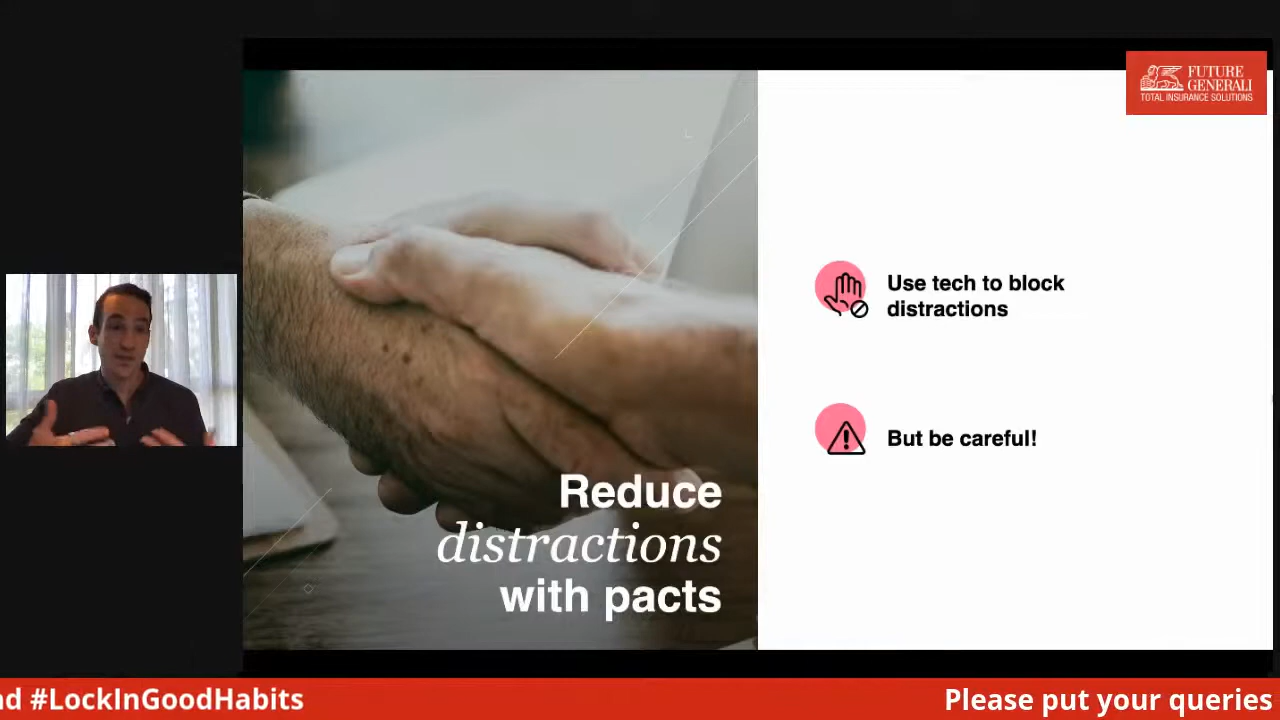 FUTURE
GENERALI
TOTAL INSURANCE SOLUTIONS
Use tech to block
distractions
But be careful!
Reduce
distractions
with pacts
nd #LockInGoodHabits
Please put your queries